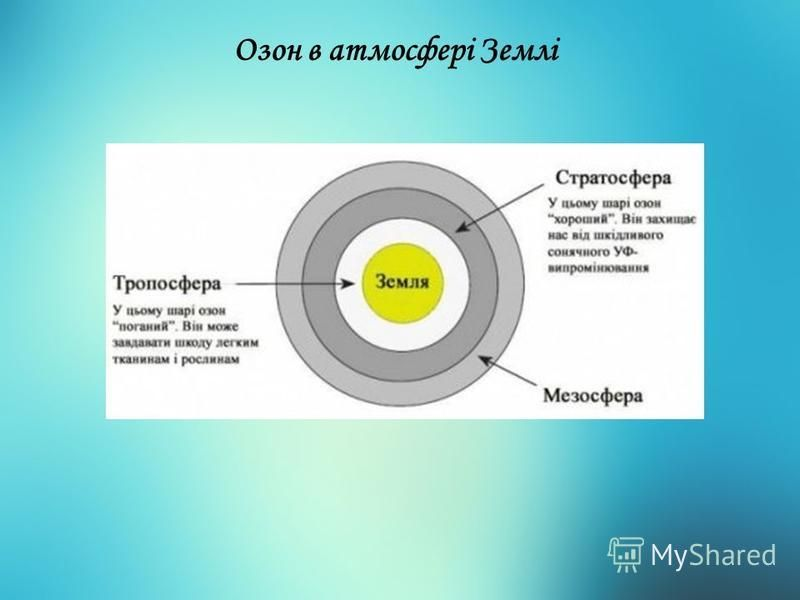 Озон в атмосфері Землі
Стратосфера
У цьому шарі озон
“хороший”. Він захищає
нас від шкідливого
сонячного УФ-
випромінювання
Земля
Тропосфера
У цьому шарі озон
“поганий”. Він може
завдавати шкоду легким
тканинам і рослинам
Мезосфера
MyShared